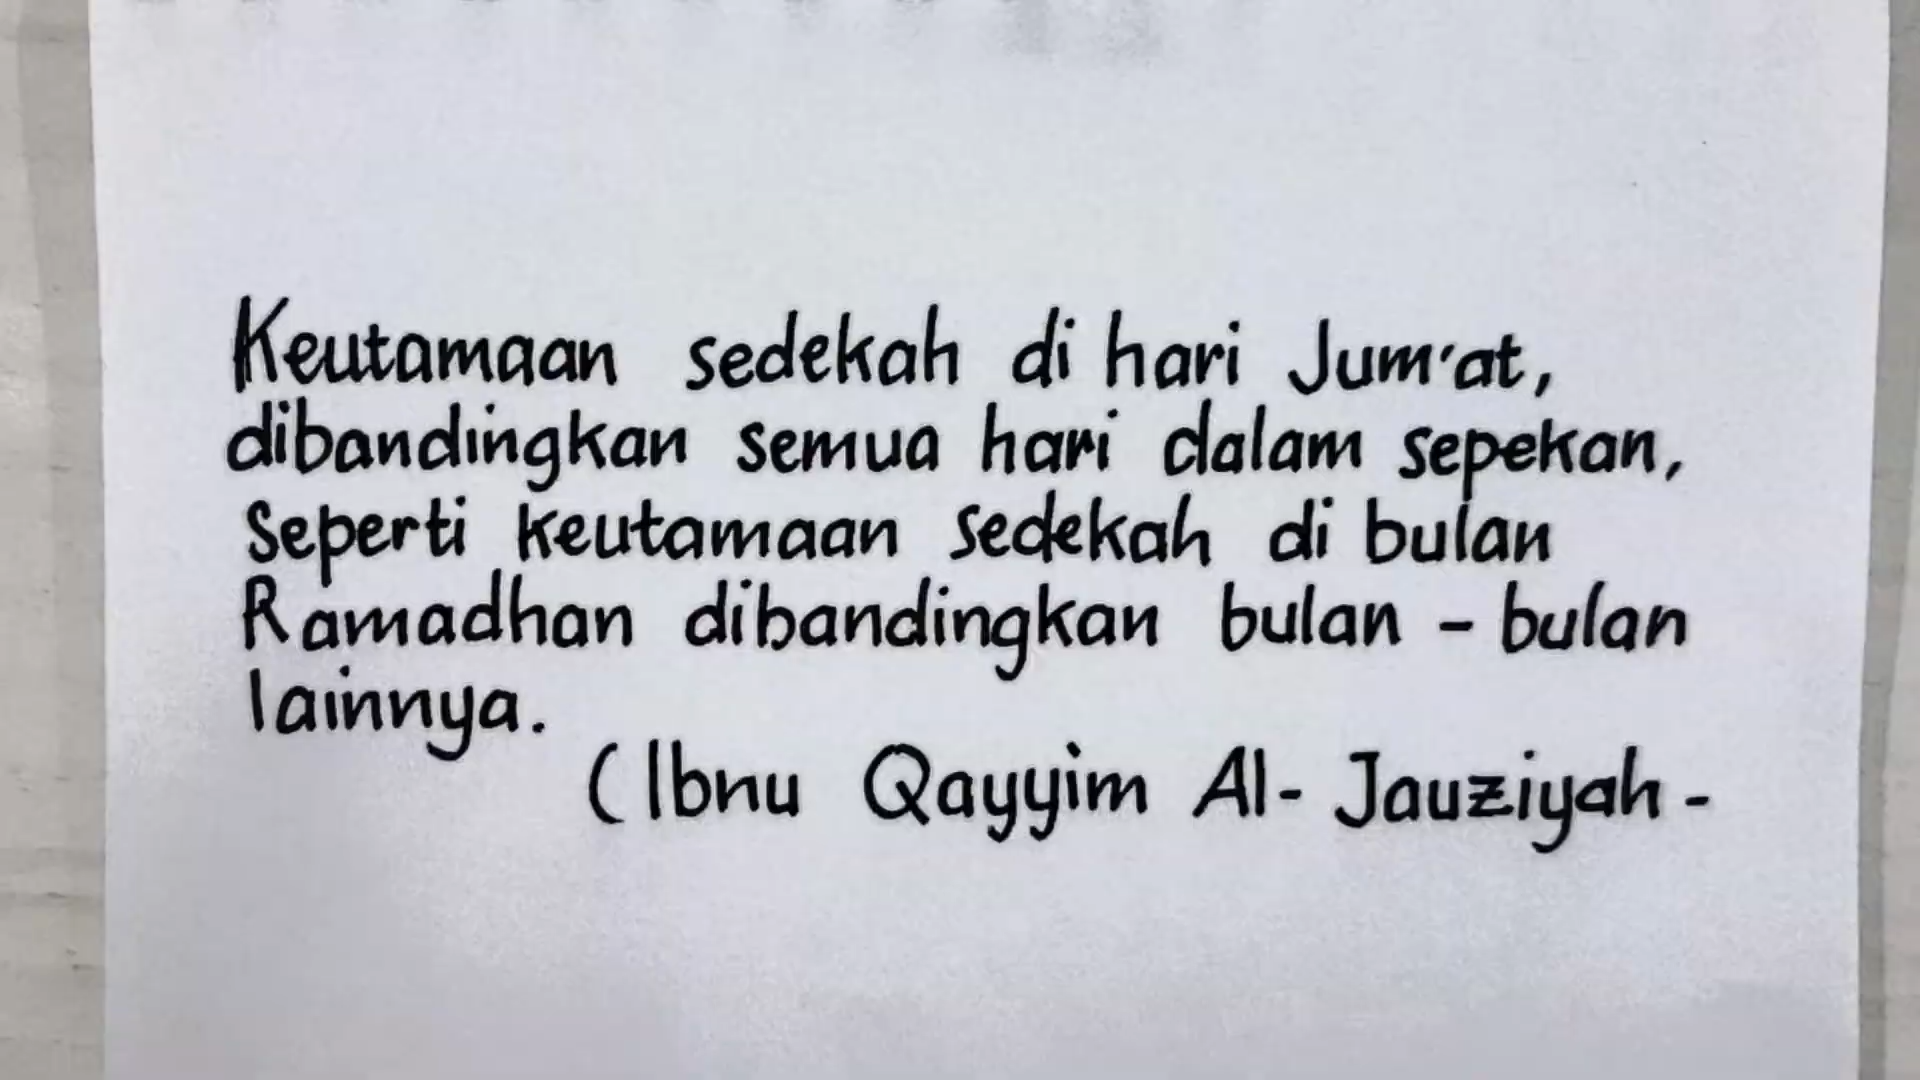 Keutamaan sedekah di hari Jum'at,
dibandingkan semua hari dalam sepekan,
Seperti keutamaan sedekah di bulan
Ramadhan dibandingkan bulan - bulan
lainnya.
(Ibnu Qayyim Al- Jauziyah -